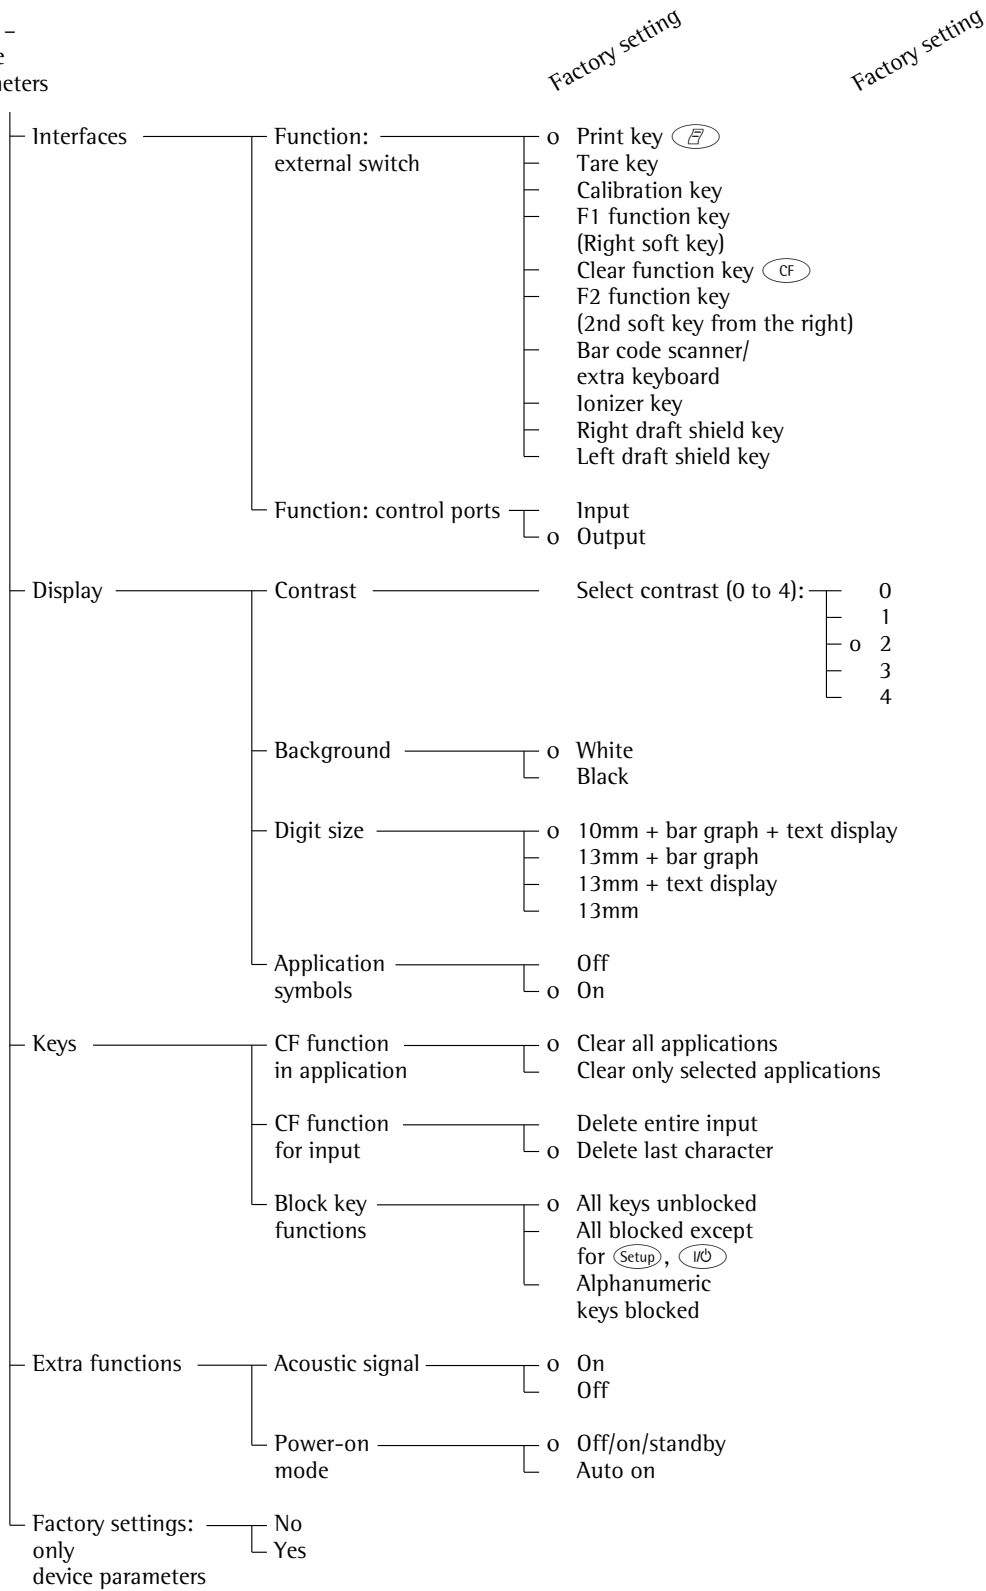 –
e
eters
Factory setting
Factory setting
Interfaces
Function:
external switch
o Print key
Tare key
Calibration key
F1 function key
(Right soft key)
Clear function key CF
F2 function key
(2nd soft key from the right)
Bar code scanner/
extra keyboard
Ionizer key
Right draft shield key
Left draft shield key
Function: control ports
Input
o Output
Display
Contrast
Select contrast (0 to 4):
0
1
o 2
3
4
Background
o White
Black
Digit size
o 10mm + bar graph + text display
13mm + bar graph
13mm + text display
13mm
Application
symbols
Off
o On
Keys
CF function
in application
o Clear all applications
Clear only selected applications
CF function
for input
Delete entire input
o Delete last character
Block key
functions
o All keys unblocked
All blocked except
for Setup, I/⏻
Alphanumeric
keys blocked
Extra functions
Acoustic signal
o On
Off
Power-on
mode
o Off/on/standby
Auto on
Factory settings:
only
device parameters
No
Yes